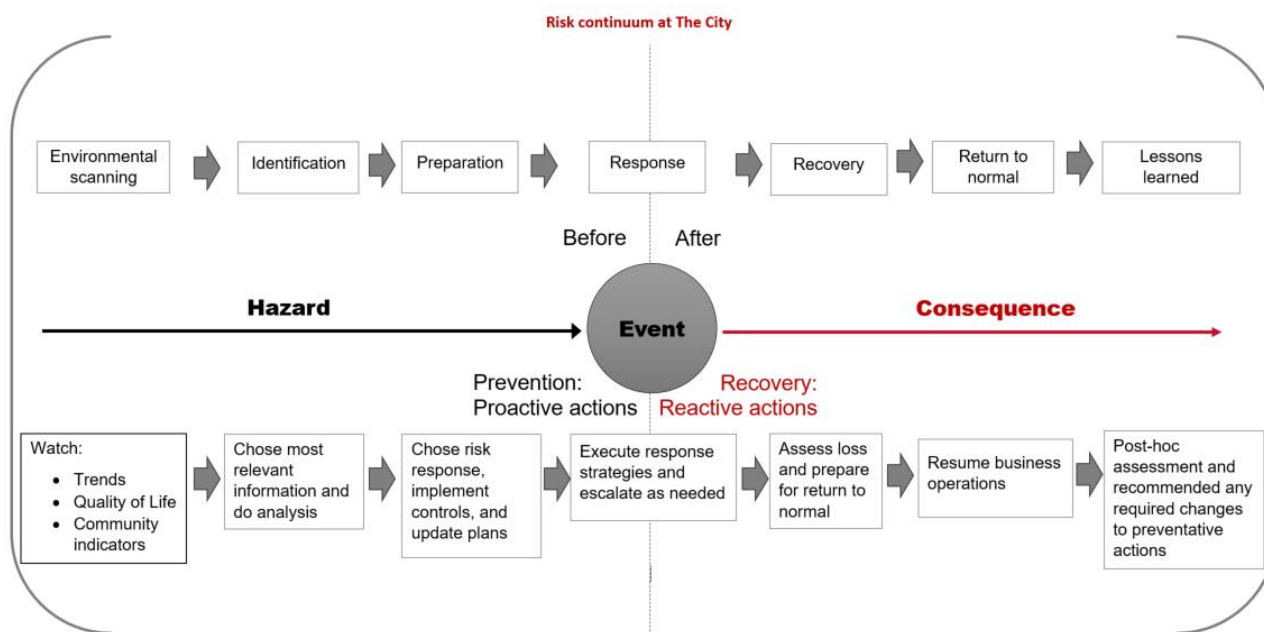 Risk continuum at The City
Environmental
scanning
Identification
Preparation
Response
Recovery
Return to
normal
Lessons
learned
Before
After
Hazard
Event
Consequence
Prevention:
Proactive actions
Recovery:
Reactive actions
Watch:
• Trends
• Quality of Life
• Community
indicators
Chose most
relevant
information and
do analysis
Chose risk
response,
implement
controls, and
update plans
Execute response
strategies and
escalate as needed
Assess loss
and prepare
for return to
normal
Resume business
operations
Post-hoc
assessment and
recommended any
required changes
to preventative
actions